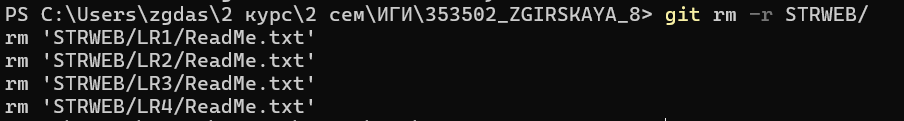 PS C:\Users\zgdas\2 курс\2 сем\ИГИ\353502_ZGIRSKAYA_8> git rm -r STRWEB/
rm 'STRWEB/LR1/ReadMe.txt'
rm 'STRWEB/LR2/ReadMe.txt'
rm 'STRWEB/LR3/ReadMe.txt'
rm 'STRWEB/LR4/ReadMe.txt'